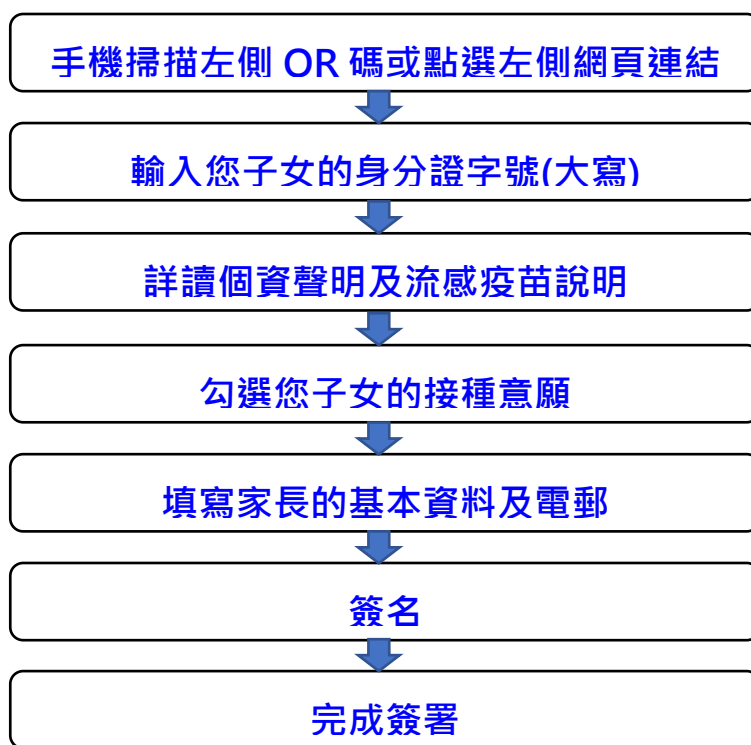 手機掃描左側 OR 碼或點選左側網頁連結
輸入您子女的身分證字號(大寫)
詳讀個資聲明及流感疫苗說明
勾選您子女的接種意願
填寫家長的基本資料及電郵
簽名
完成簽署